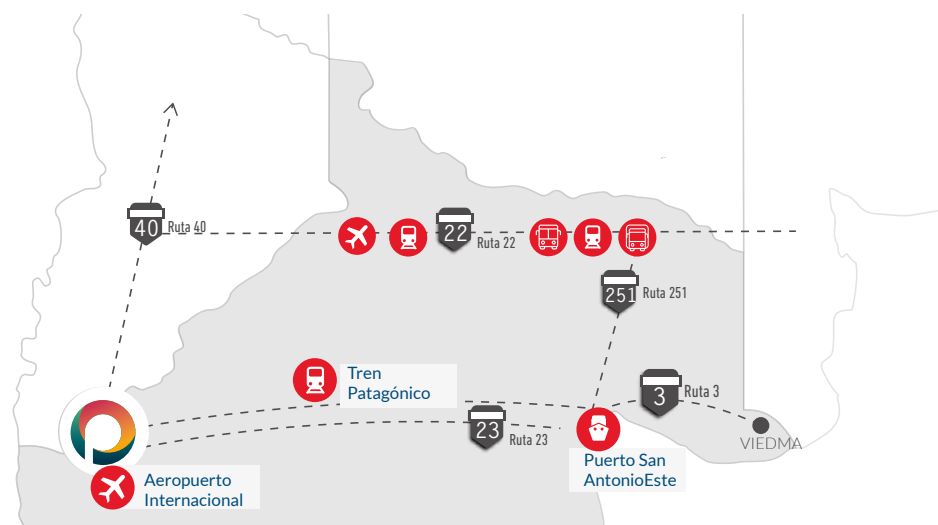 40
Ruta 40
22
Ruta 22
251
Ruta 251
Tren
Patagónico
3
Ruta 3
23
Ruta 23
VIEDMA
Puerto San
AntonioEste
Aeropuerto
Internacional